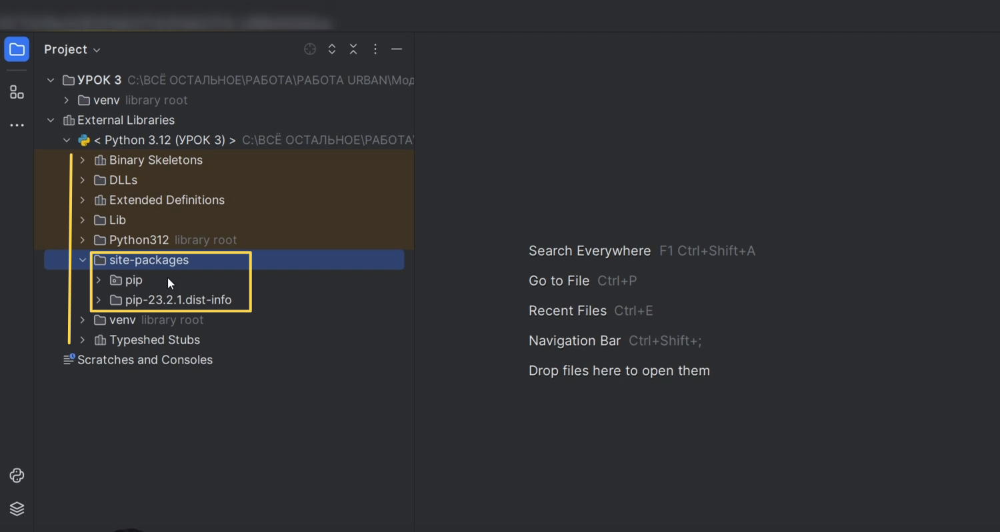 Project
УРОК 3 C:\ВСЁ ОСТАЛЬНОЕ\РАБОТА\РАБОТА URBAN\Мод
venv library root
External Libraries
< Python 3.12 (УРОК 3) > C:\ВСЁ ОСТАЛЬНОЕ\РАБОТА\
Binary Skeletons
DLLs
Extended Definitions
Lib
Python312 library root
site-packages
pip
pip-23.2.1.dist-info
venv library root
Typeshed Stubs
Scratches and Consoles
Search Everywhere F1 Ctrl+Shift+A
Go to File Ctrl+P
Recent Files Ctrl+E
Navigation Bar Ctrl+Shift+;
Drop files here to open them